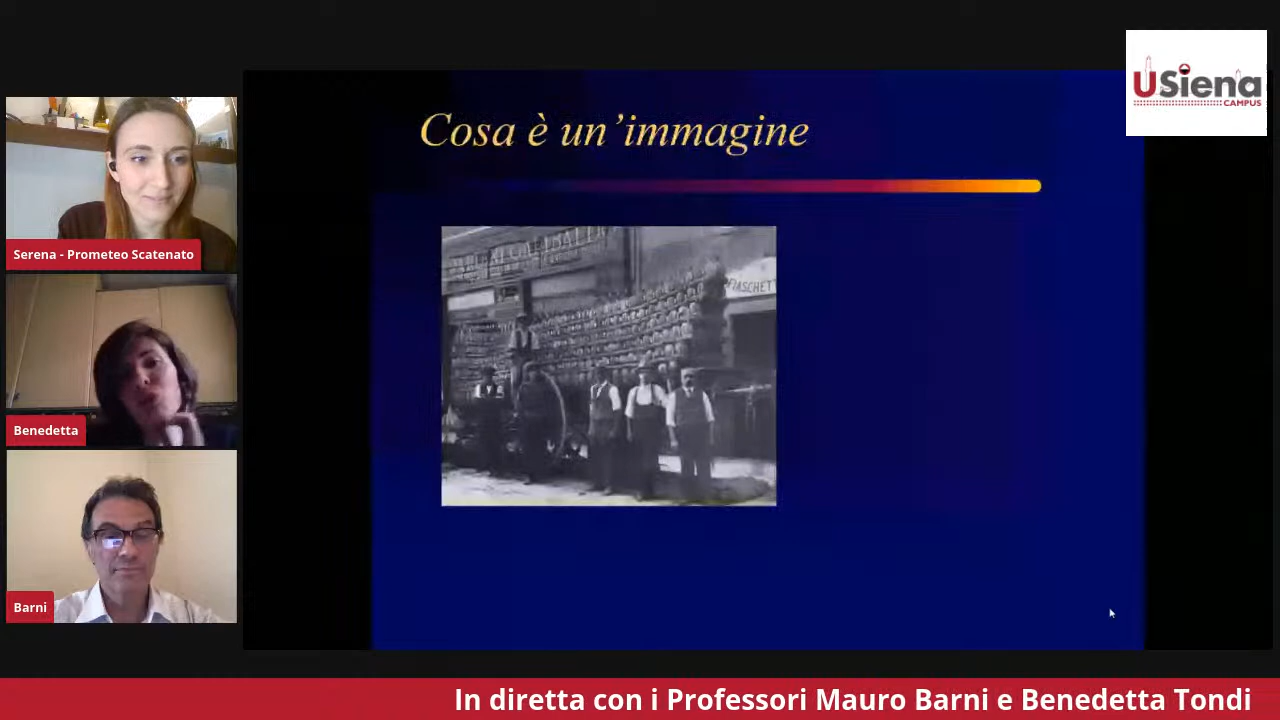 USiena
CAMPUS
Cosa è un’immagine
FIASCHET
Serena - Prometeo Scatenato
Benedetta
Barni
In diretta con i Professori Mauro Barni e Benedetta Tondi